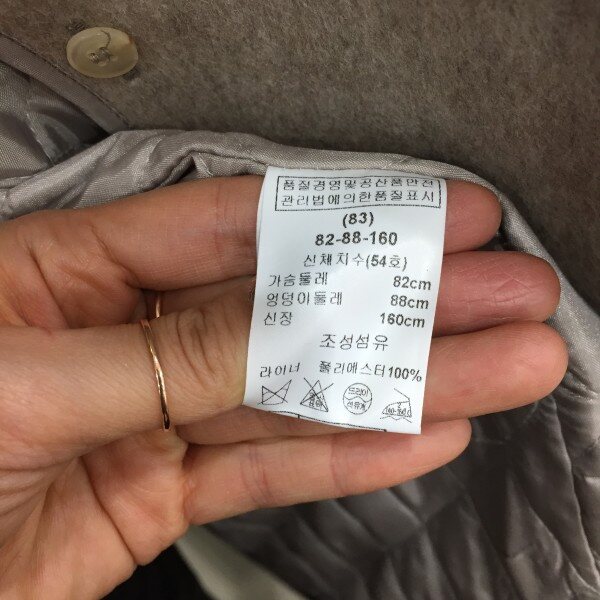 품질경영및공산품안전
관리법에의한품질표시
(83)
82-88-160
신체치수(54호)
가슴둘레 82cm
엉덩이둘레 88cm
신장 160cm
조성섬유
라이너 폴리에스터100%
드라이